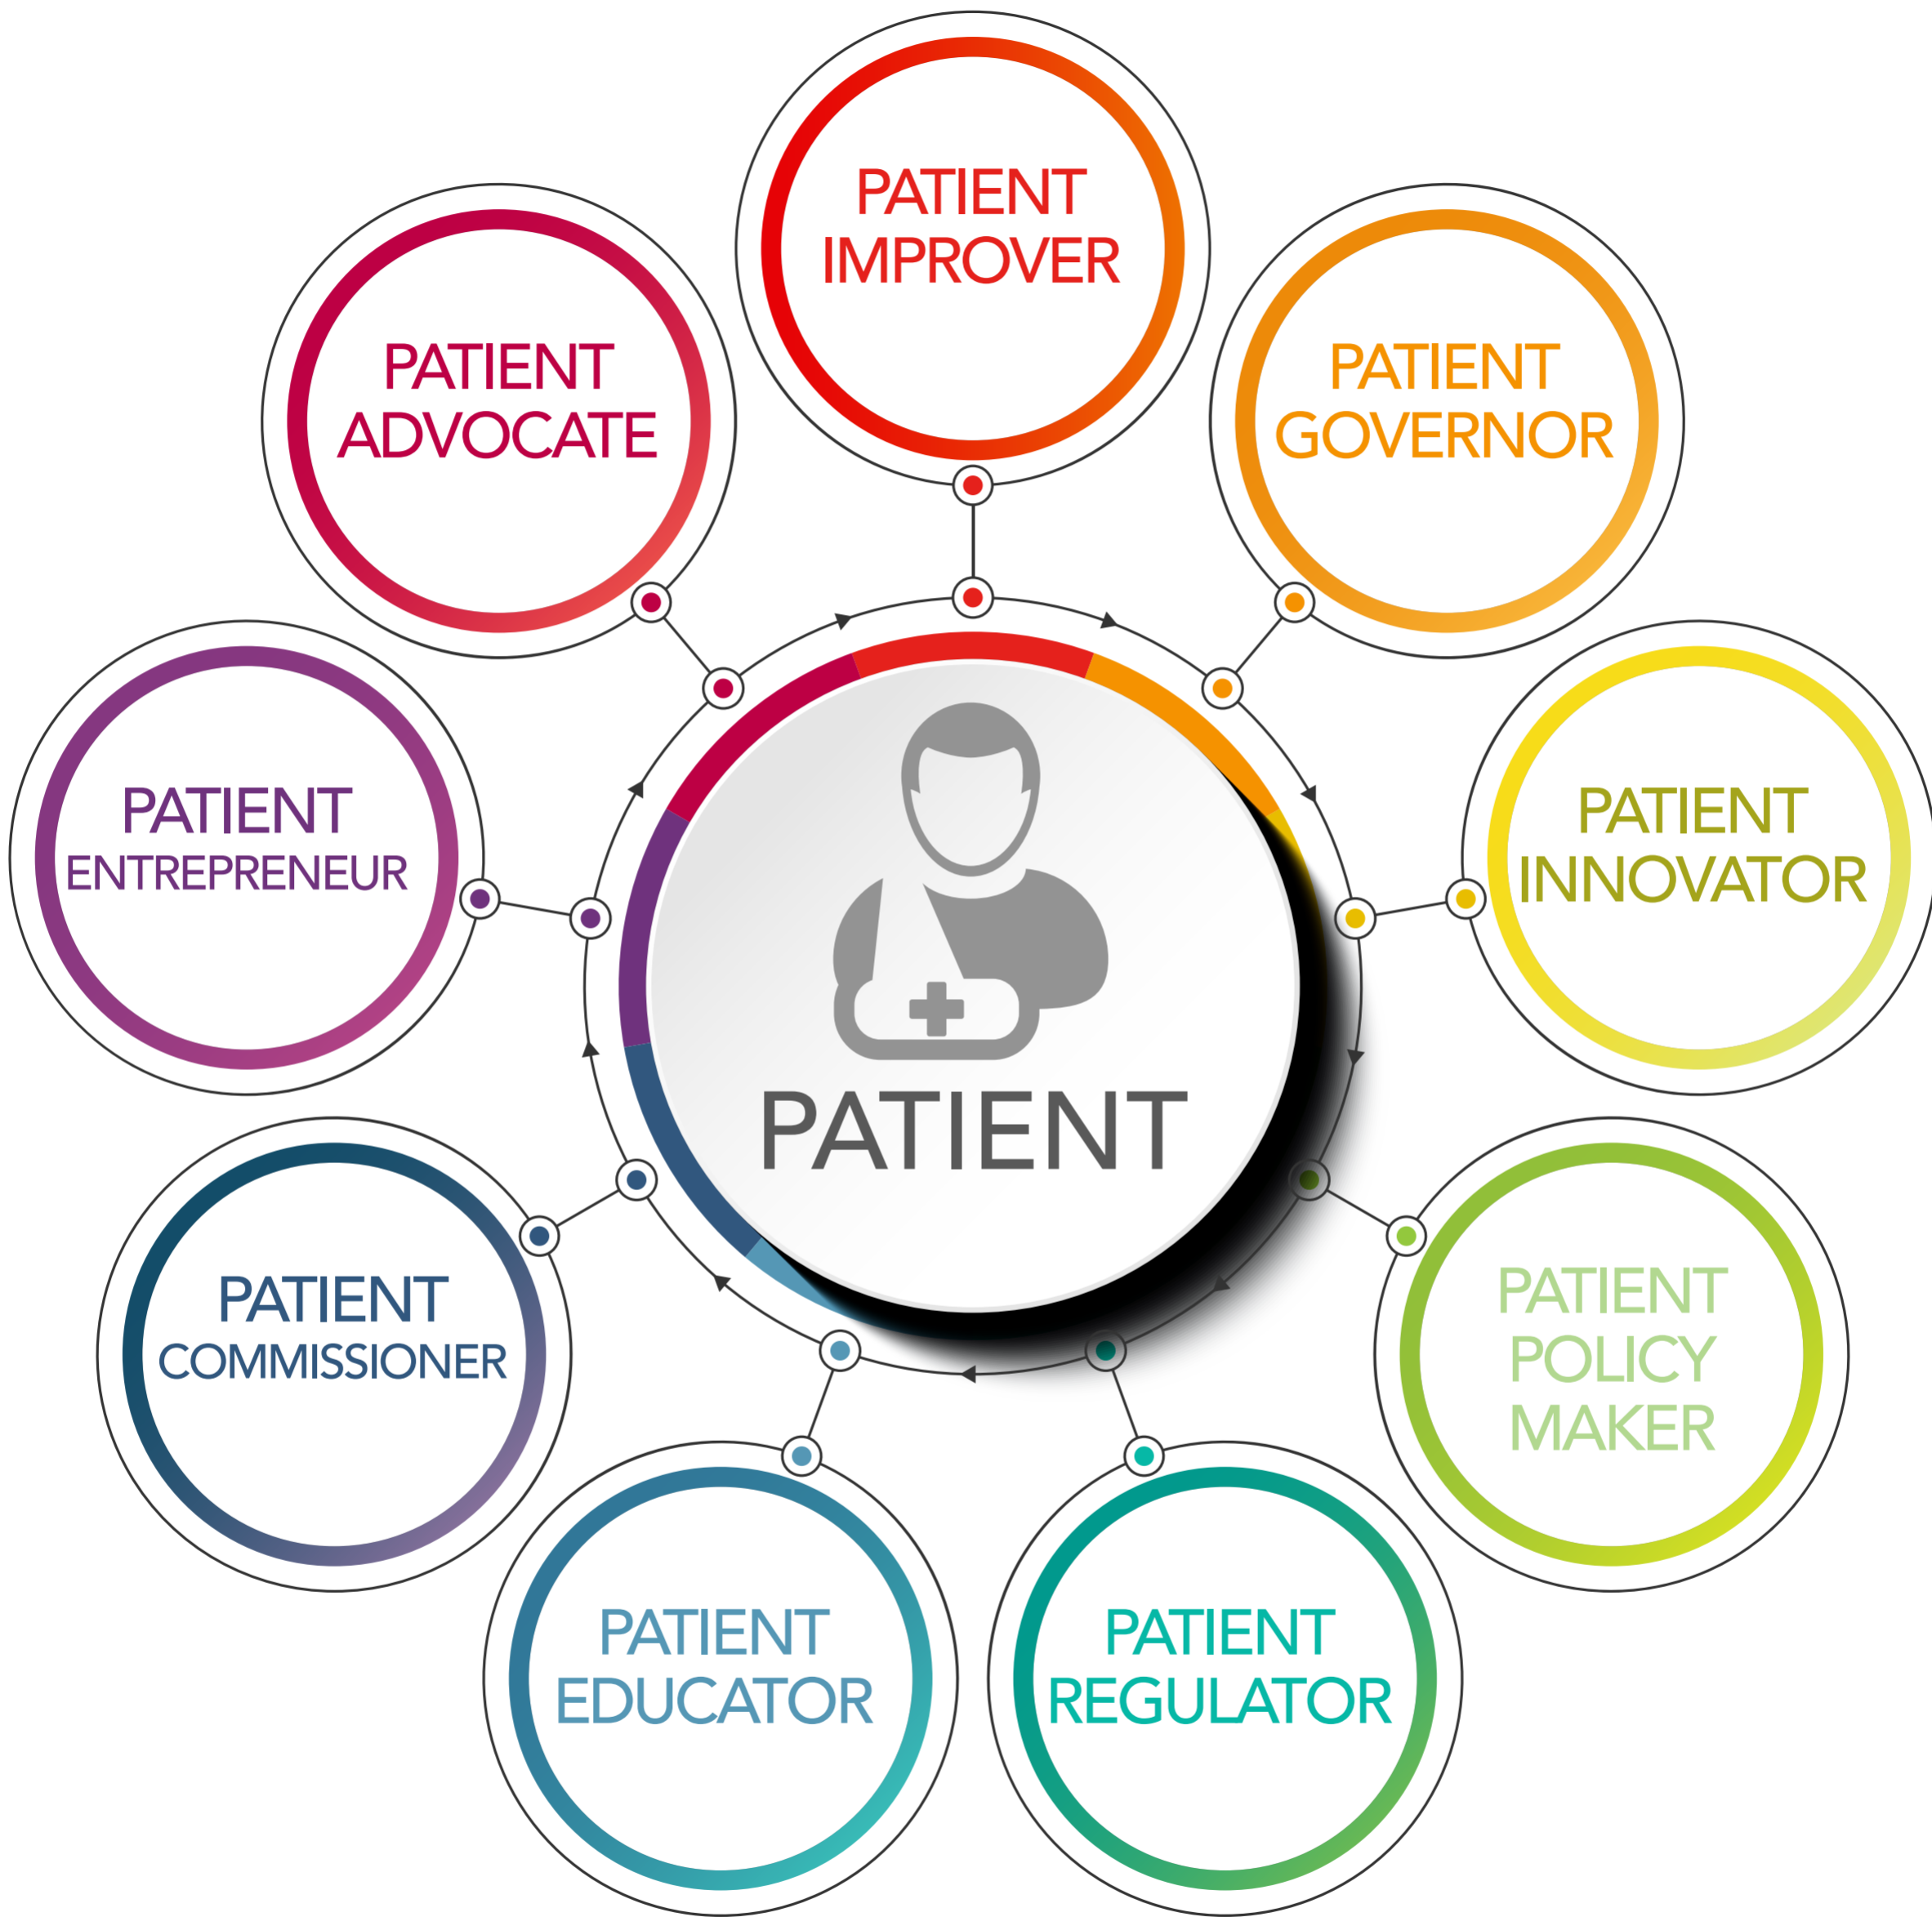 PATIENT
IMPROVER
PATIENT
ADVOCATE
PATIENT
GOVERNOR
PATIENT
ENTREPRENEUR
PATIENT
INNOVATOR
PATIENT
PATIENT
COMMISSIONER
PATIENT
POLICY
MAKER
PATIENT
EDUCATOR
PATIENT
REGULATOR